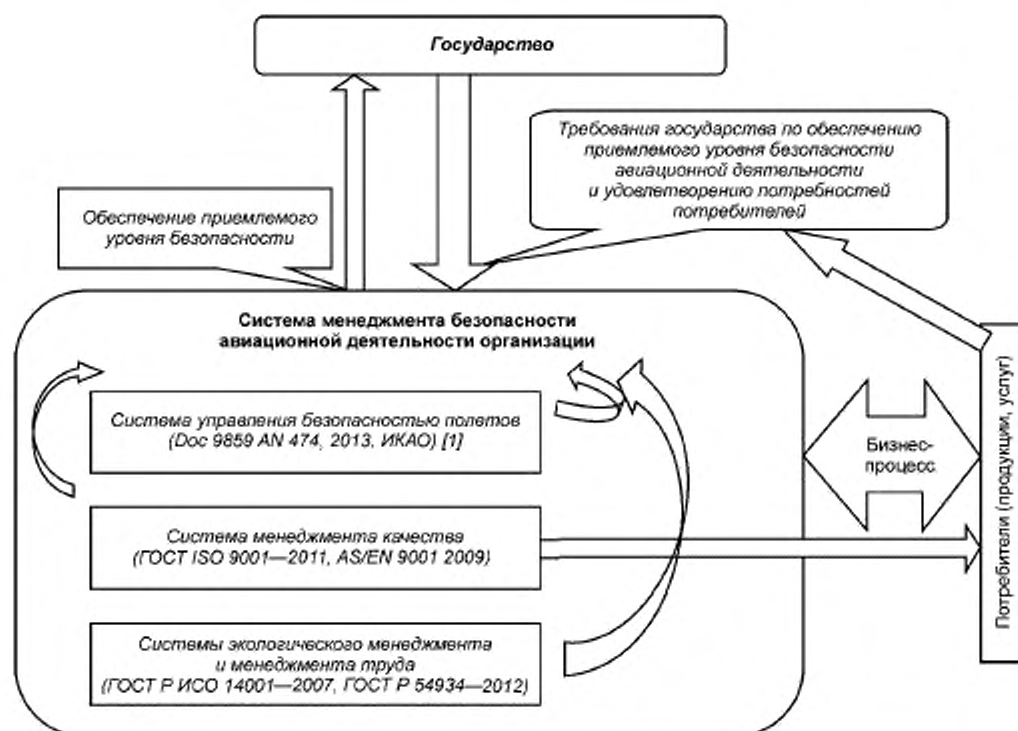 Государство
Требования государства по обеспечению
приемлемого уровня безопасности
авиационной деятельности
и удовлетворению потребностей
потребителей
Обеспечение приемлемого
уровня безопасности
Система менеджмента безопасности
авиационной деятельности организации
Система управления безопасностью полетов
(Doc 9859 AN 474, 2013, ИКАО) [1]
Бизнес-
процесс
Система менеджмента качества
(ГОСТ ISO 9001—2011, AS/EN 9001 2009)
Системы экологического менеджмента
и менеджмента труда
(ГОСТ Р ИСО 14001—2007, ГОСТ Р 54934—2012)
Потребители (продукции, услуг)